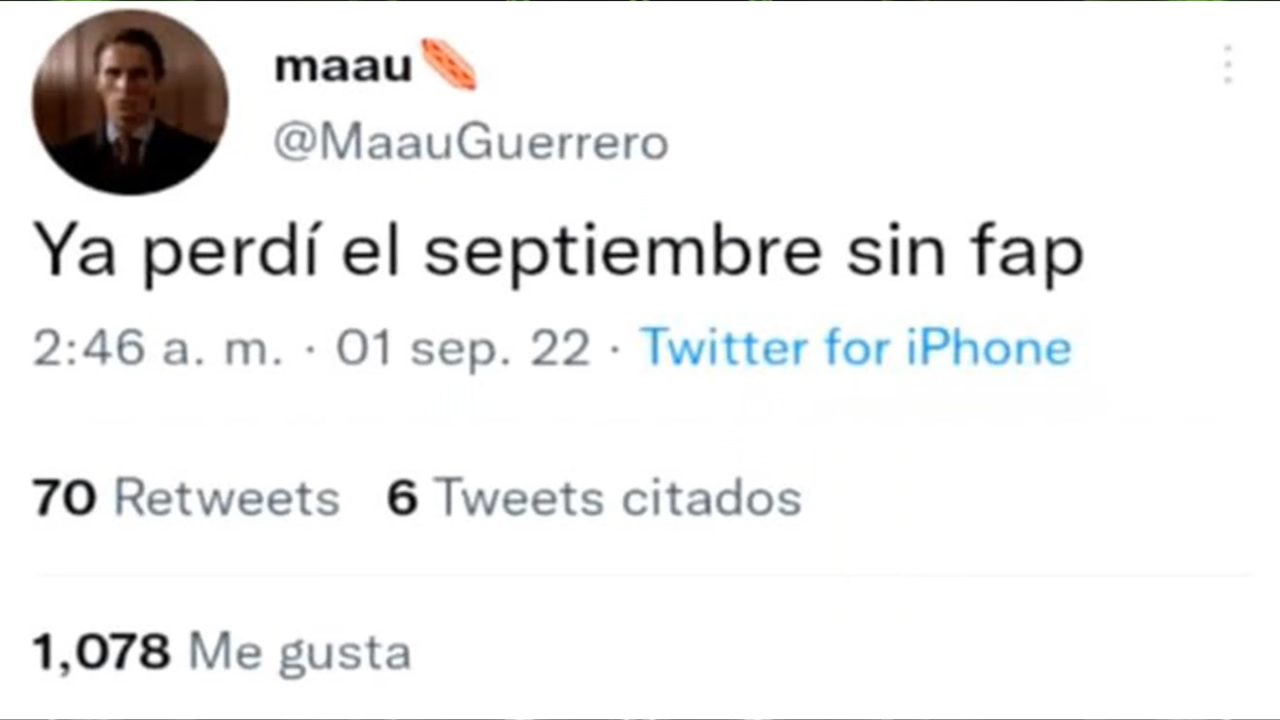 maau
@MaauGuerrero
Ya perdí el septiembre sin fap
2:46 a. m. · 01 sep. 22 · Twitter for iPhone
70 Retweets 6 Tweets citados
1,078 Me gusta